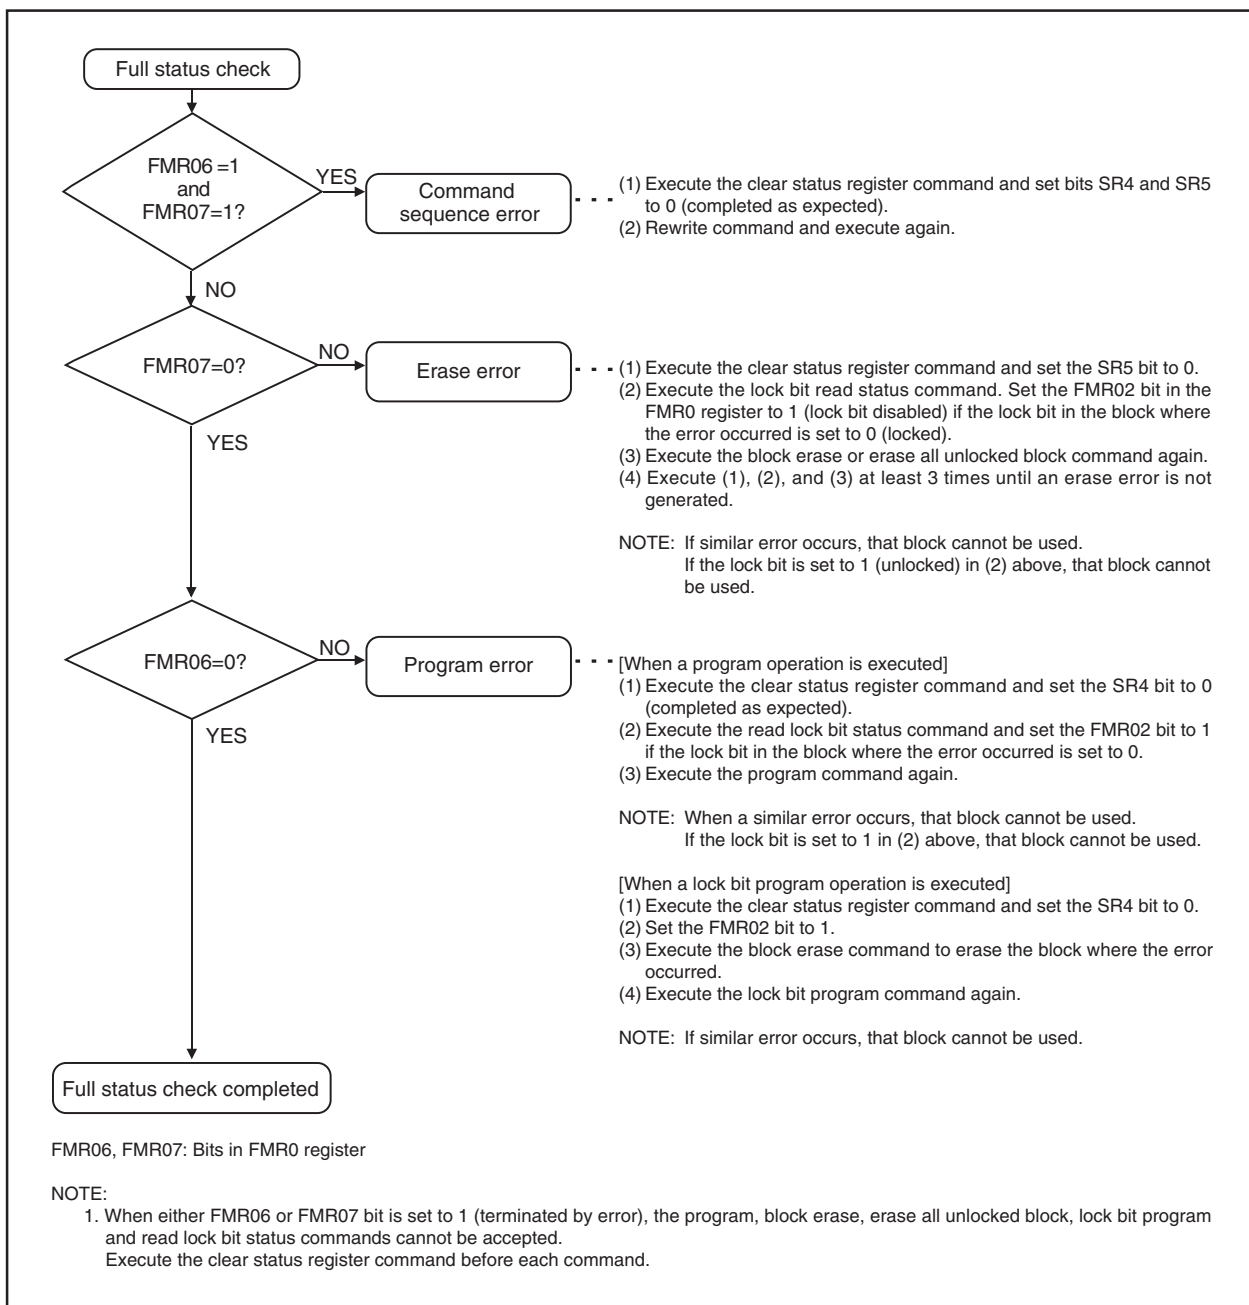 Full status check
FMR06 =1
and
FMR07=1?
YES
Command
sequence error
(1) Execute the clear status register command and set bits SR4 and SR5
to 0 (completed as expected).
(2) Rewrite command and execute again.
NO
FMR07=0?
NO
Erase error
(1) Execute the clear status register command and set the SR5 bit to 0.
(2) Execute the lock bit read status command. Set the FMR02 bit in the
FMR0 register to 1 (lock bit disabled) if the lock bit in the block where
the error occurred is set to 0 (locked).
(3) Execute the block erase or erase all unlocked block command again.
(4) Execute (1), (2), and (3) at least 3 times until an erase error is not
generated.
NOTE: If similar error occurs, that block cannot be used.
If the lock bit is set to 1 (unlocked) in (2) above, that block cannot
be used.
YES
FMR06=0?
NO
Program error
[When a program operation is executed]
(1) Execute the clear status register command and set the SR4 bit to 0
(completed as expected).
(2) Execute the read lock bit status command and set the FMR02 bit to 1
if the lock bit in the block where the error occurred is set to 0.
(3) Execute the program command again.
NOTE: When a similar error occurs, that block cannot be used.
If the lock bit is set to 1 in (2) above, that block cannot be used.
[When a lock bit program operation is executed]
(1) Execute the clear status register command and set the SR4 bit to 0.
(2) Set the FMR02 bit to 1.
(3) Execute the block erase command to erase the block where the error
occurred.
(4) Execute the lock bit program command again.
NOTE: If similar error occurs, that block cannot be used.
YES
Full status check completed
FMR06, FMR07: Bits in FMR0 register
NOTE:
1. When either FMR06 or FMR07 bit is set to 1 (terminated by error), the program, block erase, erase all unlocked block, lock bit program
and read lock bit status commands cannot be accepted.
Execute the clear status register command before each command.